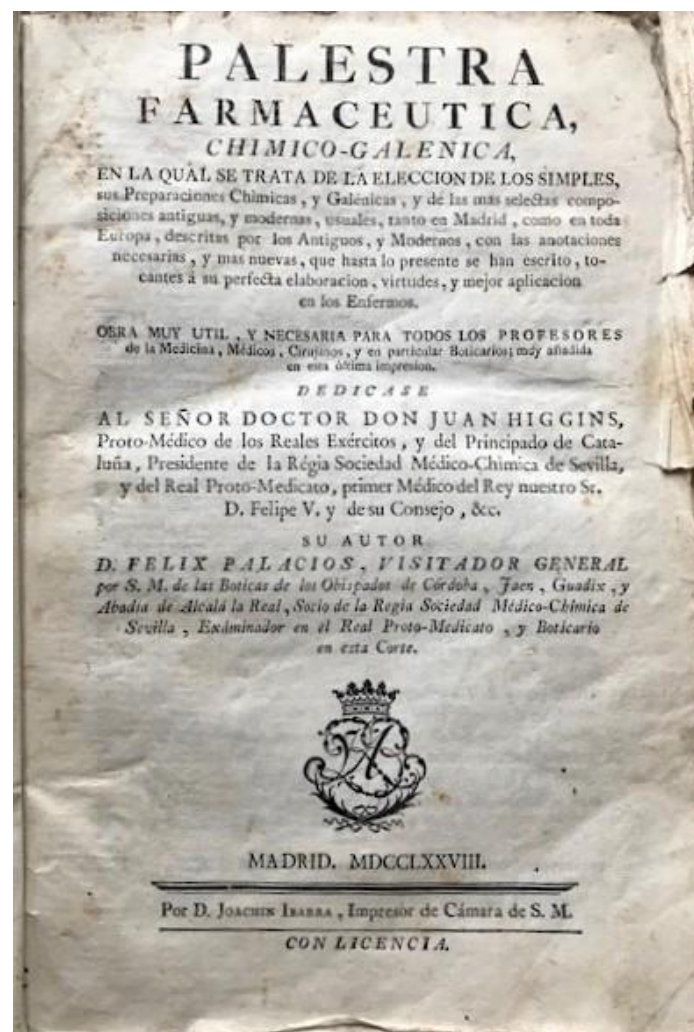 PALESTRA
FARMACEUTICA,
CHIMICO-GALENICA,
EN LA QUAL SE TRATA DE LA ELECCION DE LOS SIMPLES,
sus Preparaciones Chîmicas, y Galénicas, y de las mas selectas compo-
siciones antiguas, y modernas, usuales, tanto en Madrid, como en toda
Europa, descritas por los Antiguos, y Modernos, con las anotaciones
necesarias, y mas nuevas, que hasta lo presente se han escrito, to-
cantes á su perfecta elaboracion, virtudes, y mejor aplicacion
en los Enfermos.
OBRA MUY UTIL, Y NECESARIA PARA TODOS LOS PROFESORES
de la Medicina, Médicos, Cirujanos, y en particular Boticarios; muy añadida
en esta última impresion.
DEDICASE
AL SEÑOR DOCTOR DON JUAN HIGGINS,
Proto-Médico de los Reales Exércitos, y del Principado de Cata-
luña, Presidente de la Régia Sociedad Médico-Chîmica de Sevilla,
y del Real Proto-Medicato, primer Médico del Rey nuestro Sr.
D. Felipe V. y de su Consejo, &c.
SU AUTOR
D. FELIX PALACIOS, VISITADOR GENERAL
por S. M. de las Boticas de los Obispados de Córdoba, Jaen, Guadix, y
Abadia de Alcalá la Real, Socio de la Regia Sociedad Médico-Chîmica de
Sevilla, Exâminador en el Real Proto-Medicato, y Boticario
en esta Corte.
MADRID. MDCCLXXVIII.
Por D. JOACHIN IBARRA, Impresor de Cámara de S. M.
CON LICENCIA.